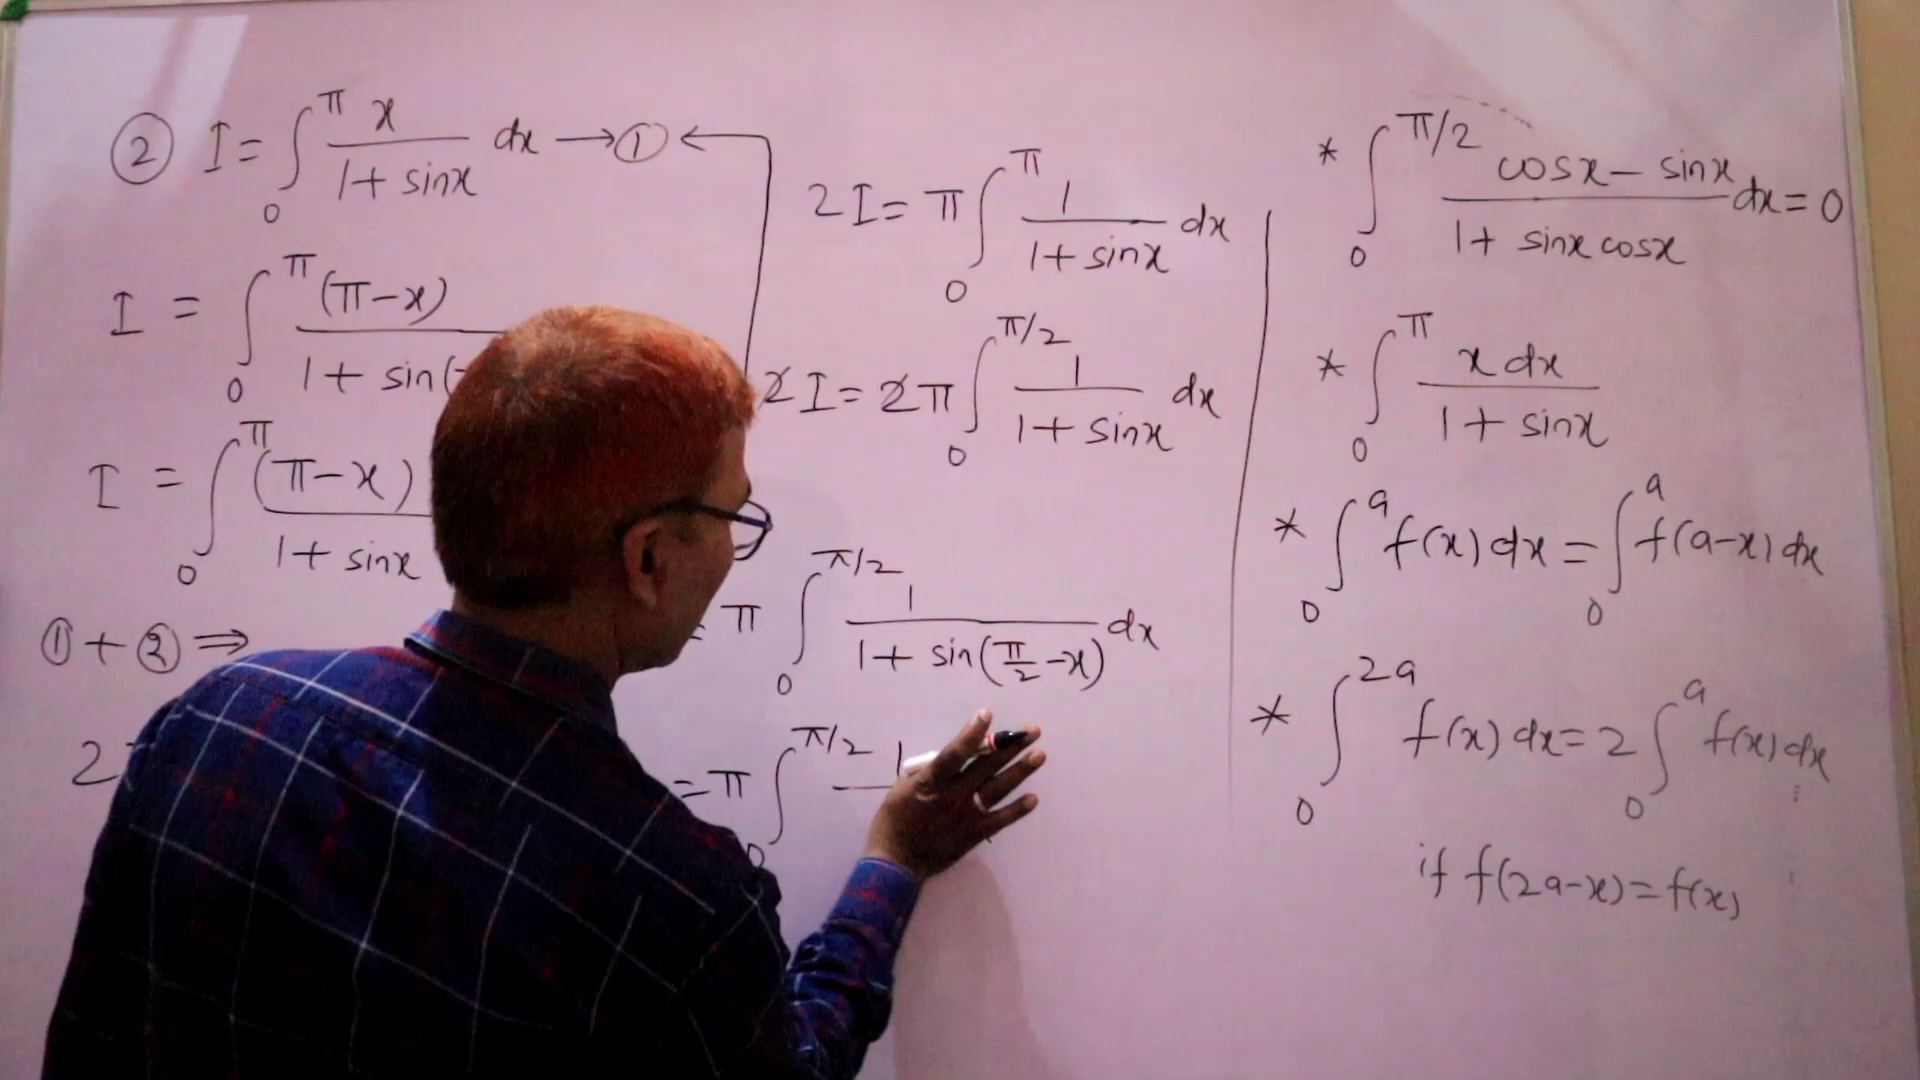 ② I = ∫₀^π x / (1 + sinx) dx → ①
I = ∫₀^π (π-x) / (1 + sin(
I = ∫₀^π (π-x) / (1 + sinx
① + ② ⇒
2
2I = π ∫₀^π 1 / (1 + sinx) dx
2I = 2π ∫₀^(π/2) 1 / (1 + sinx) dx
= π ∫₀^(π/2) 1 / (1 + sin(π/2 - x)) dx
= π ∫₀^(π/2) 1
* ∫₀^(π/2) (cosx - sinx) / (1 + sinx cosx) dx = 0
* ∫₀^π x dx / (1 + sinx)
* ∫₀^a f(x) dx = ∫₀^a f(a-x) dx
* ∫₀^(2a) f(x) dx = 2 ∫₀^a f(x) dx
if f(2a-x) = f(x)